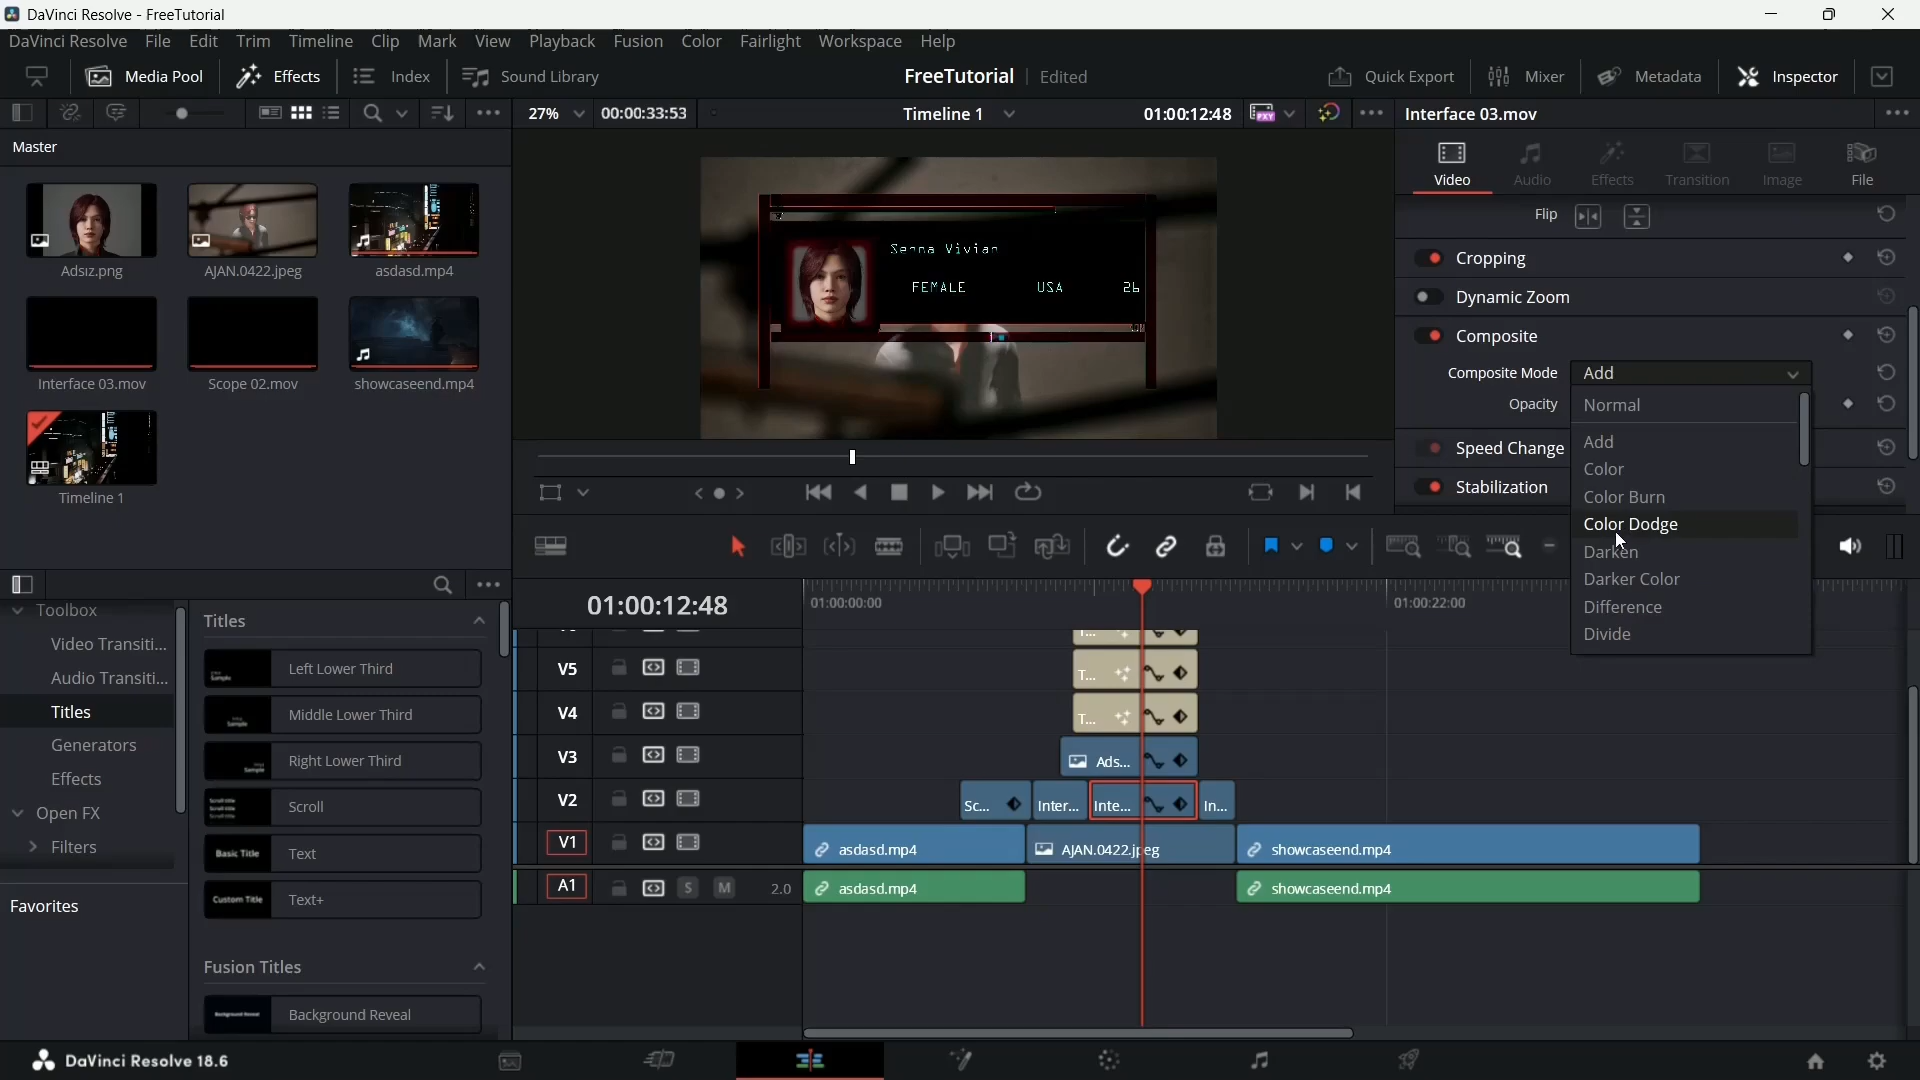 DaVinci Resolve - FreeTutorial
DaVinci Resolve File Edit Trim Timeline Clip Mark View Playback Fusion Color Fairlight Workspace Help
Media Pool Effects Index Sound Library FreeTutorial Edited Quick Export Mixer Metadata Inspector
27% 00:00:33:53 Timeline 1 01:00:12:48 PXY Interface 03.mov
Master
Video Audio Effects Transition Image File
Adsız.png AJAN.0422.jpeg asdasd.mp4
Interface 03.mov Scope 02.mov showcaseend.mp4
Timeline 1
Senna Vivian
FEMALE USA 26
Flip
Cropping
Dynamic Zoom
Composite
Composite Mode Add
Opacity
Speed Change
Stabilization
Normal
Add
Color
Color Burn
Color Dodge
Darken
Darker Color
Difference
Divide
Toolbox
Video Transiti...
Audio Transiti...
Titles
Generators
Effects
Open FX
Filters
Favorites
Titles
Left Lower Third
Middle Lower Third
Right Lower Third
Scroll
Basic Title Text
Custom Title Text+
Fusion Titles
Background Reveal Background Reveal
01:00:12:48 01:00:00:00 01:00:22:00
V5 T...
V4 T...
V3 Ads...
V2 Sc... Inter... Inte... In...
V1 asdasd.mp4 AJAN.0422.jpeg showcaseend.mp4
A1 S M 2.0 asdasd.mp4 showcaseend.mp4
DaVinci Resolve 18.6